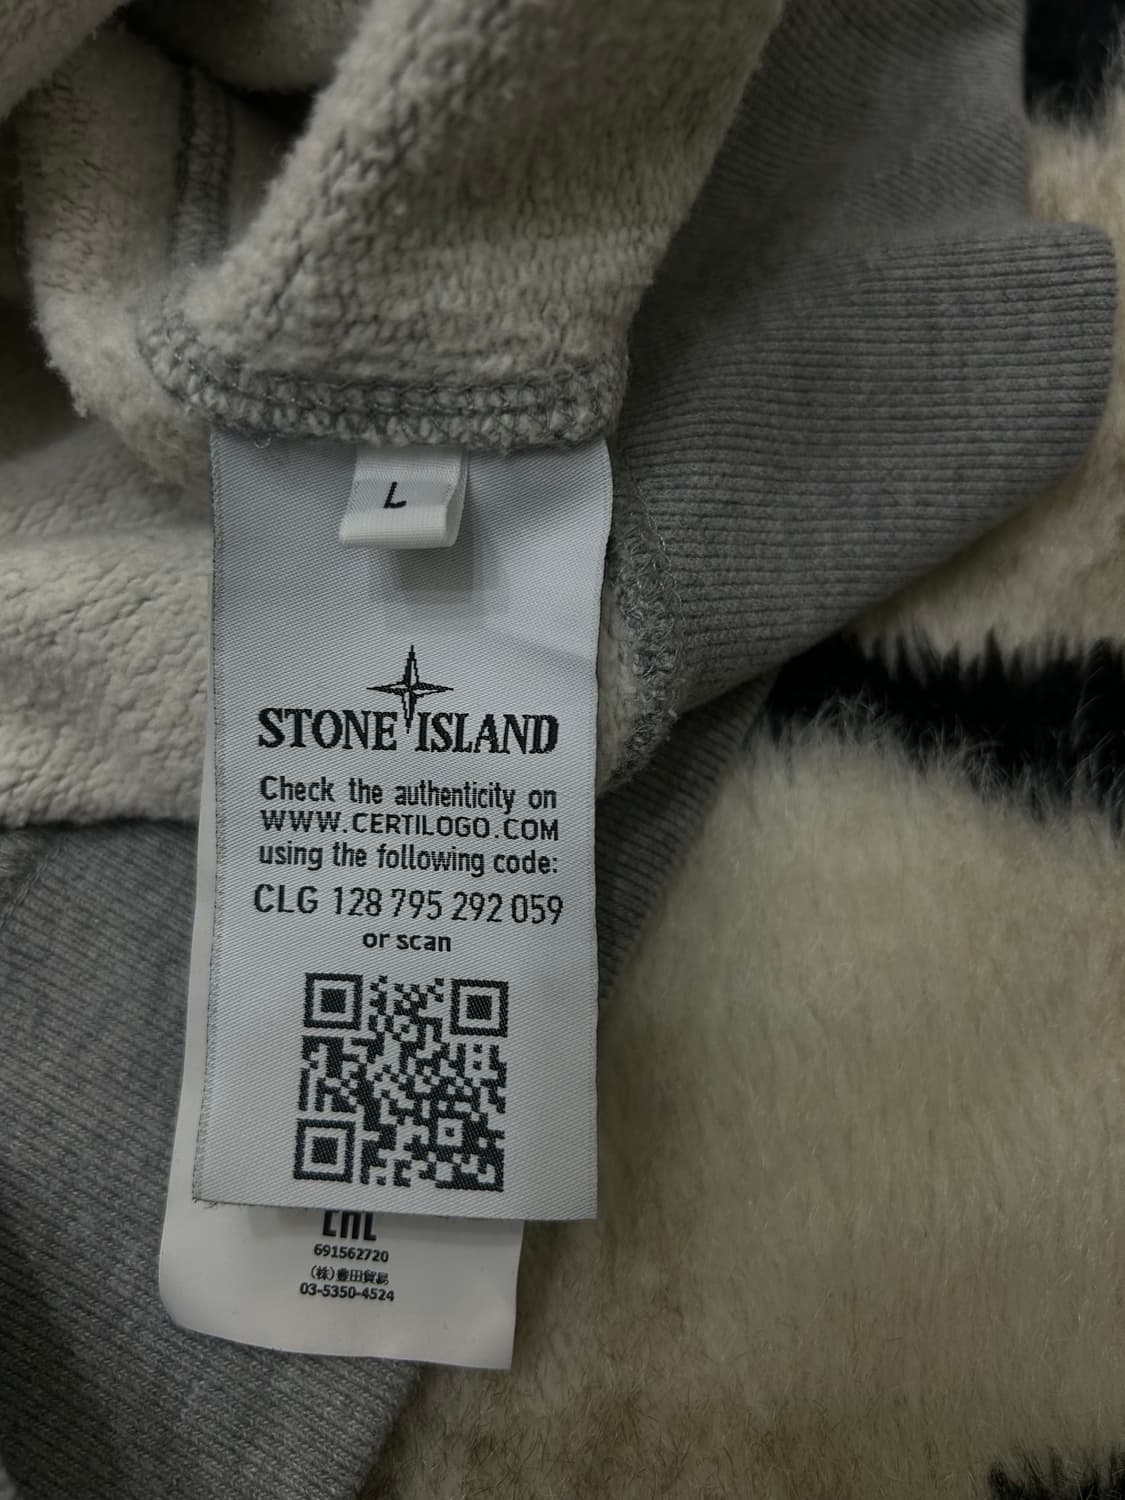 L
STONE ISLAND
Check the authenticity on
WWW.CERTILOGO.COM
using the following code:
CLG 128 795 292 059
or scan
EAC
691562720
(株)豊田貿易
03-5350-4524